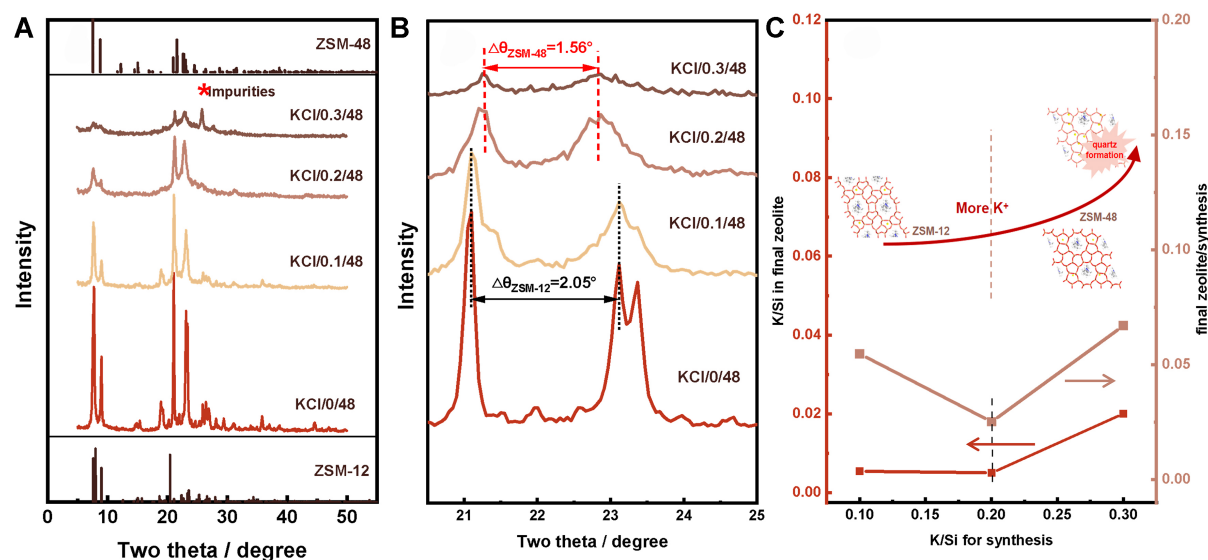 A
ZSM-48
*Impurities
KCl/0.3/48
KCl/0.2/48
KCl/0.1/48
KCl/0/48
ZSM-12
Intensity
0 10 20 30 40 50
Two theta / degree
B
△θZSM-48=1.56°
KCl/0.3/48
KCl/0.2/48
KCl/0.1/48
△θZSM-12=2.05°
KCl/0/48
Intensity
21 22 23 24 25
Two theta / degree
C
0.12
0.10
0.08
0.06
0.04
0.02
0.00
K/Si in final zeolite
0.20
0.15
0.10
0.05
0.00
final zeolite/synthesis
quartz
formation
More K⁺
ZSM-12
ZSM-48
0.10 0.15 0.20 0.25 0.30
K/Si for synthesis